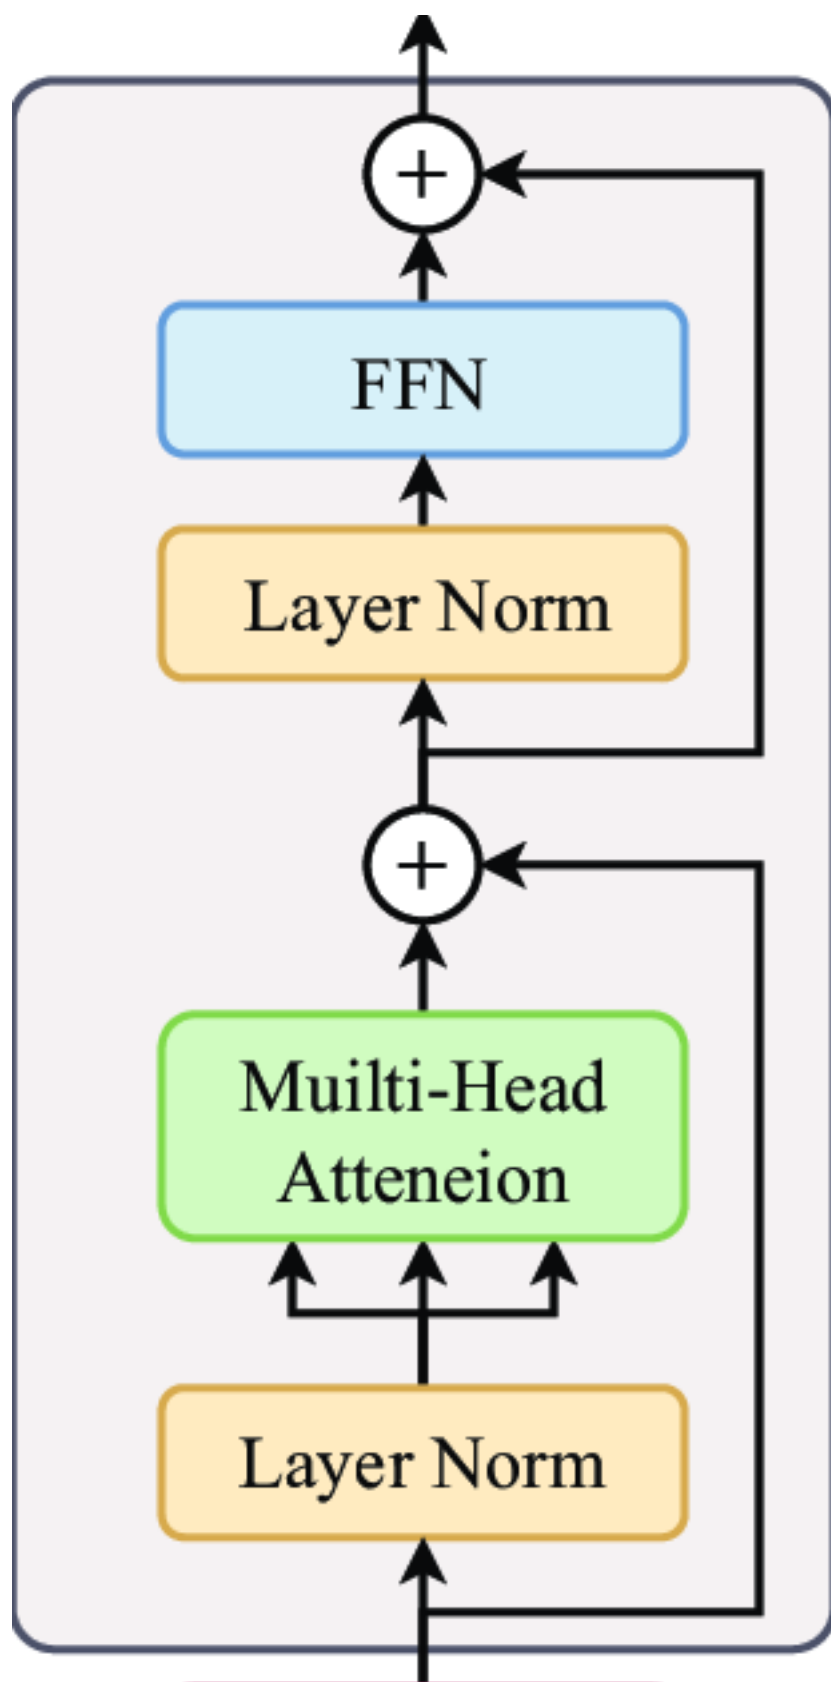 +
FFN
Layer Norm
+
Muilti-Head
Atteneion
Layer Norm